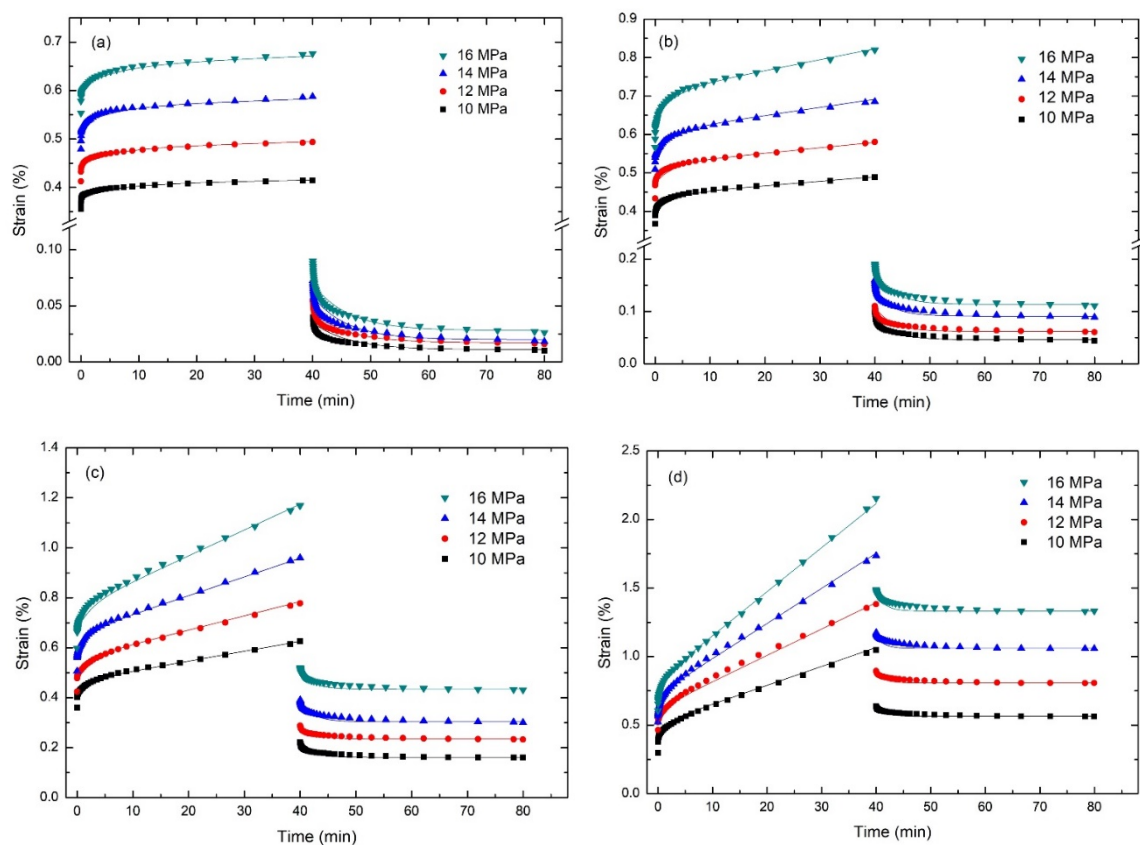 (a)
16 MPa
14 MPa
12 MPa
10 MPa
0.7
0.6
0.5
0.4
0.10
0.05
0.00
Strain (%)
0 10 20 30 40 50 60 70 80
Time (min)
(b)
16 MPa
14 MPa
12 MPa
10 MPa
0.9
0.8
0.7
0.6
0.5
0.4
0.3
0.2
0.1
0.0
Strain (%)
0 10 20 30 40 50 60 70 80
Time (min)
(c)
16 MPa
14 MPa
12 MPa
10 MPa
1.4
1.2
1.0
0.8
0.6
0.4
0.2
0.0
Strain (%)
0 10 20 30 40 50 60 70 80
Time (min)
(d)
16 MPa
14 MPa
12 MPa
10 MPa
2.5
2.0
1.5
1.0
0.5
0.0
Strain (%)
0 10 20 30 40 50 60 70 80
Time (min)